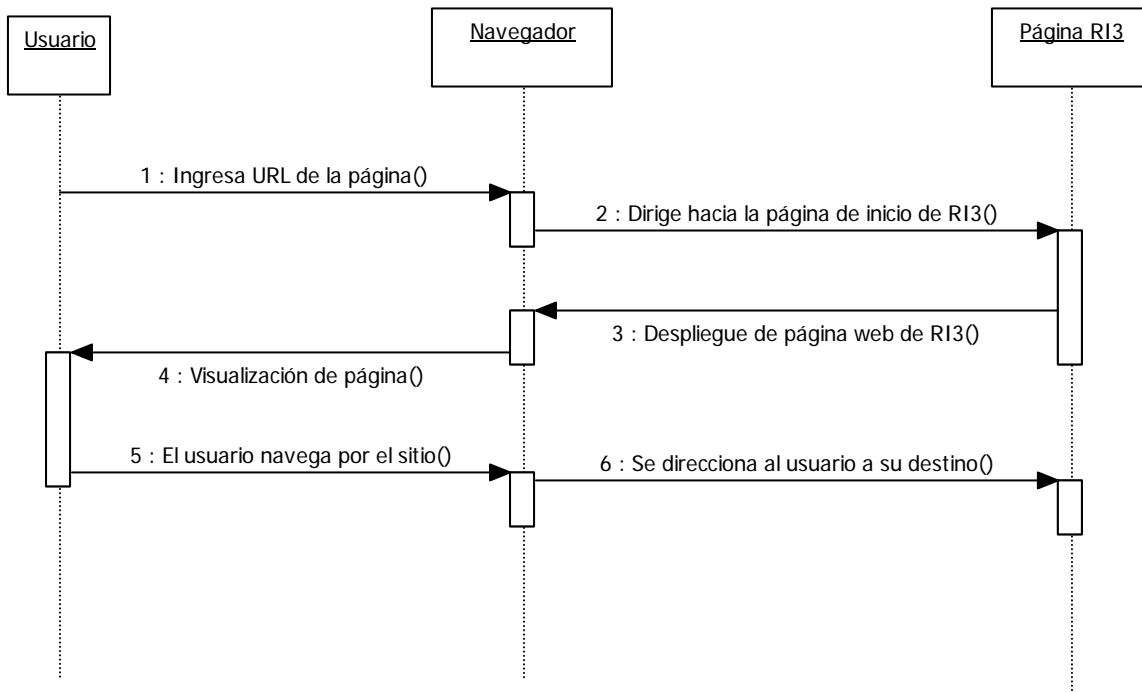 Usuario
Navegador
Página RI3
1 : Ingresa URL de la página()
2 : Dirige hacia la página de inicio de RI3()
3 : Despliegue de página web de RI3()
4 : Visualización de página()
5 : El usuario navega por el sitio()
6 : Se direcciona al usuario a su destino()